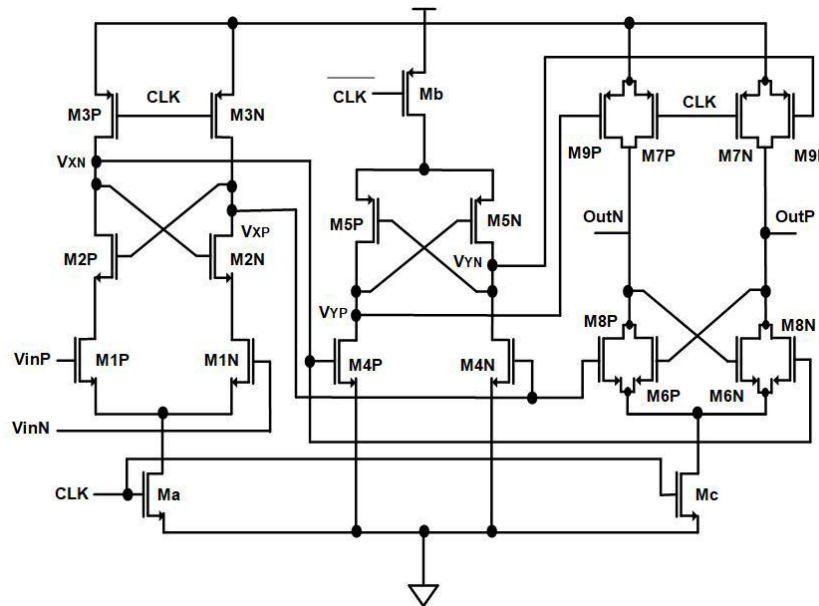 CLK
M3P
M3N
CLK
Mb
CLK
M9P
M7P
M7N
M9N
VXN
VXP
M2P
M2N
M5P
M5N
VYN
VYP
OutN
OutP
M8P
M8N
VinP
M1P
M1N
M4P
M4N
M6P
M6N
VinN
CLK
Ma
Mc